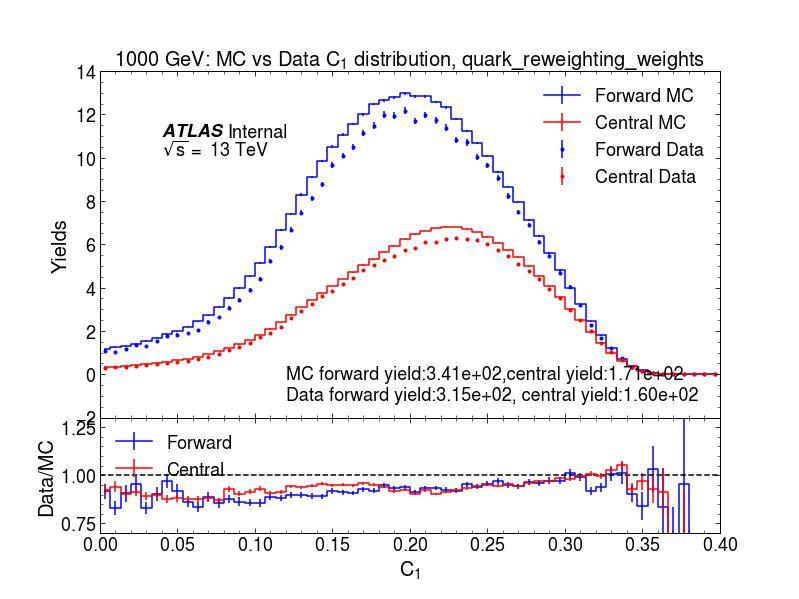 1000 GeV: MC vs Data C₁ distribution, quark_reweighting_weights
14
12
10
8
6
4
2
0
−2
Yields
ATLAS Internal
√s = 13 TeV
Forward MC
Central MC
Forward Data
Central Data
MC forward yield:3.41e+02,central yield:1.71e+02
Data forward yield:3.15e+02, central yield:1.60e+02
1.25
1.00
0.75
Data/MC
Forward
Central
0.00 0.05 0.10 0.15 0.20 0.25 0.30 0.35 0.40
C₁